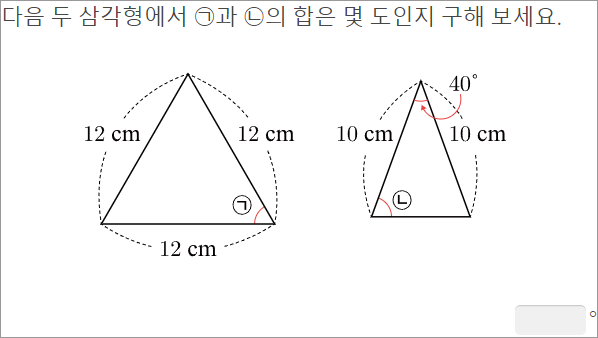 다음 두 삼각형에서 ㉠과 ㉡의 합은 몇 도인지 구해 보세요.
40°
12 cm 12 cm 10 cm 10 cm
㉠ ㉡
12 cm
°